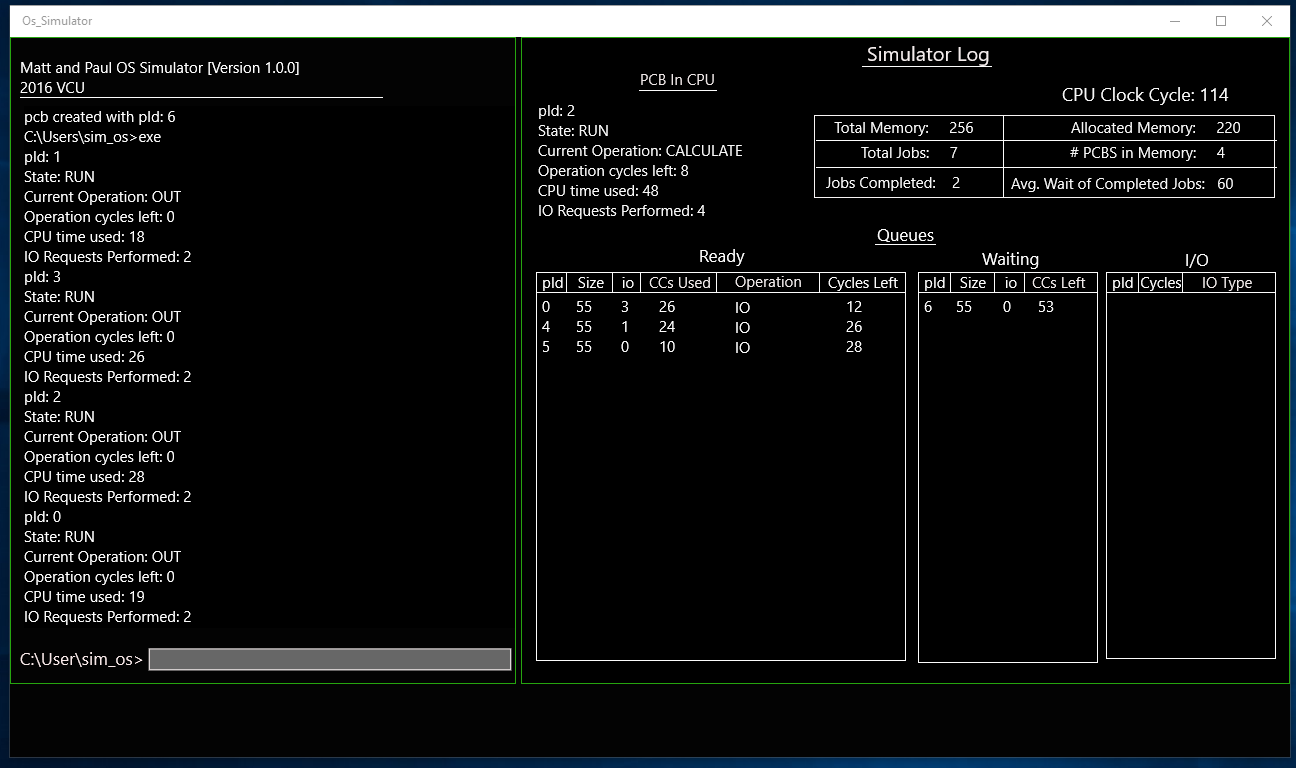 Os_Simulator
Matt and Paul OS Simulator [Version 1.0.0]
2016 VCU
pcb created with pId: 6
C:\Users\sim_os>exe
pId: 1
State: RUN
Current Operation: OUT
Operation cycles left: 0
CPU time used: 18
IO Requests Performed: 2
pId: 3
State: RUN
Current Operation: OUT
Operation cycles left: 0
CPU time used: 26
IO Requests Performed: 2
pId: 2
State: RUN
Current Operation: OUT
Operation cycles left: 0
CPU time used: 28
IO Requests Performed: 2
pId: 0
State: RUN
Current Operation: OUT
Operation cycles left: 0
CPU time used: 19
IO Requests Performed: 2
C:\User\sim_os>
Simulator Log
PCB In CPU
pId: 2
State: RUN
Current Operation: CALCULATE
Operation cycles left: 8
CPU time used: 48
IO Requests Performed: 4
CPU Clock Cycle: 114
Total Memory: 256 Allocated Memory: 220
Total Jobs: 7 # PCBS in Memory: 4
Jobs Completed: 2 Avg. Wait of Completed Jobs: 60
Queues
Ready
pId Size io CCs Used Operation Cycles Left
0 55 3 26 IO 12
4 55 1 24 IO 26
5 55 0 10 IO 28
Waiting
pId Size io CCs Left
6 55 0 53
I/O
pId Cycles IO Type